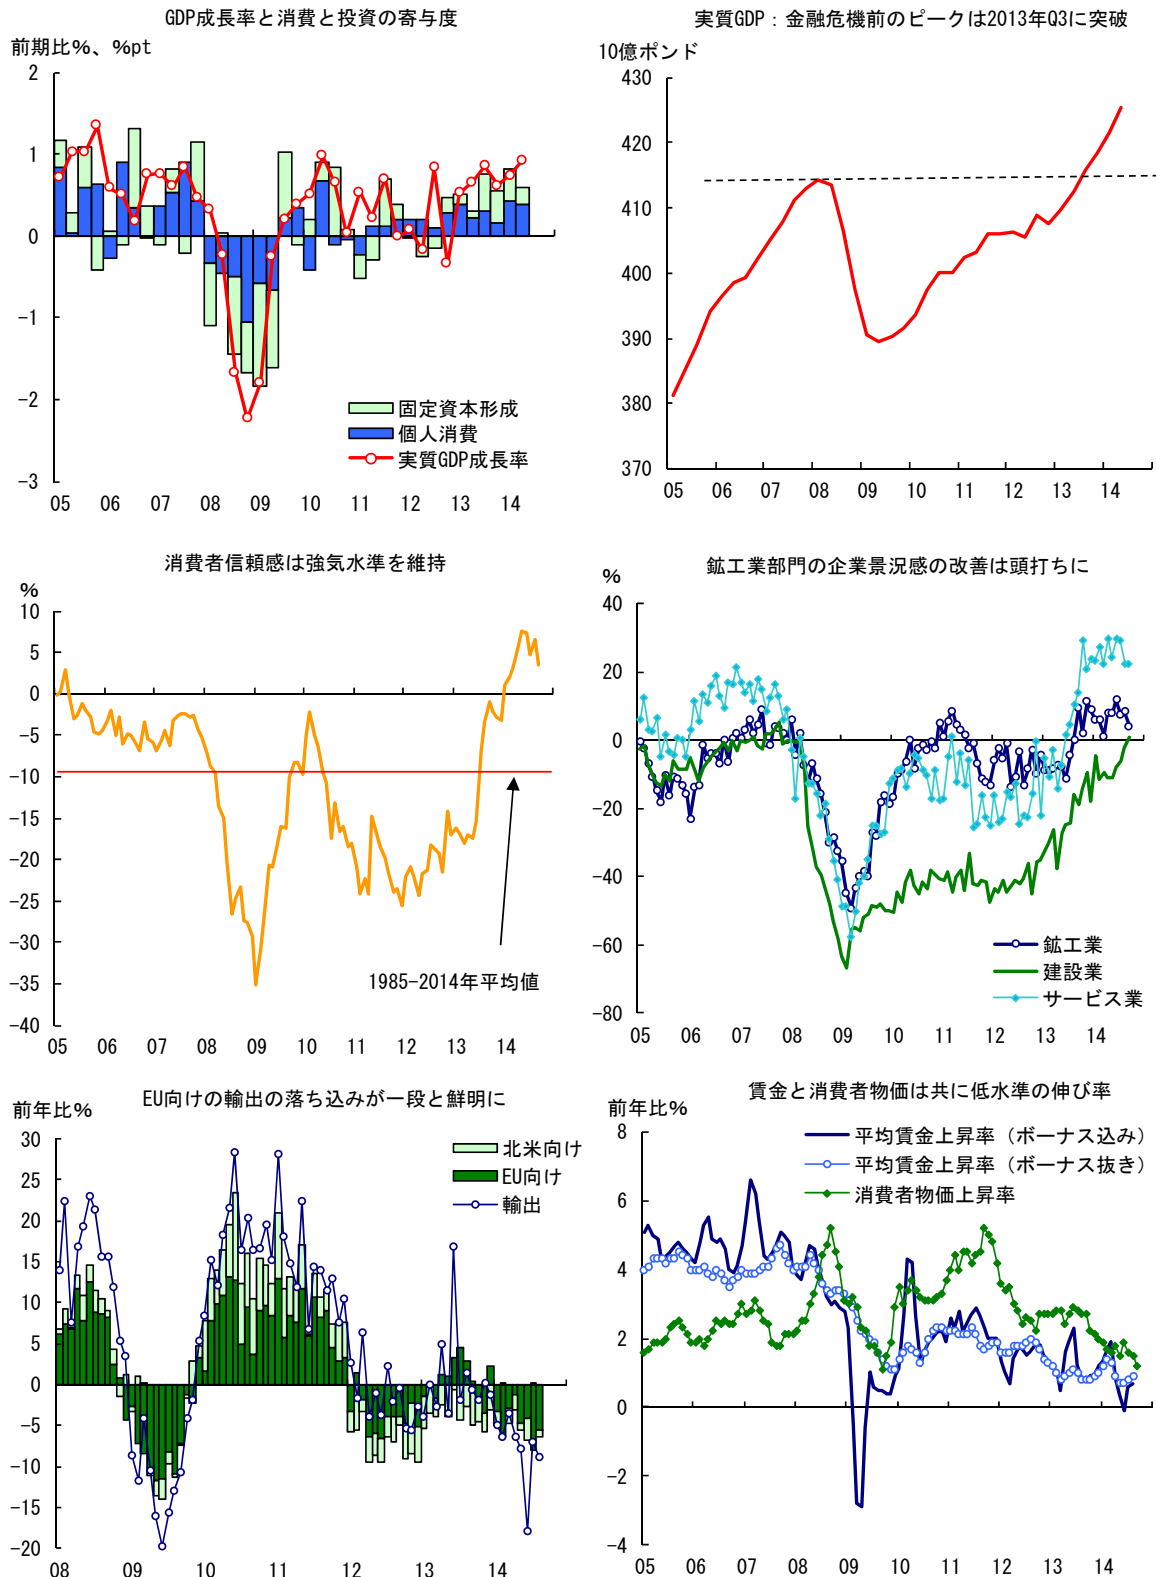 GDP成長率と消費と投資の寄与度
前期比%、%pt
2
1
0
-1
-2
-3
固定資本形成
個人消費
実質GDP成長率
05 06 07 08 09 10 11 12 13 14
実質GDP：金融危機前のピークは2013年Q3に突破
10億ポンド
430
420
410
400
390
380
370
05 06 07 08 09 10 11 12 13 14
消費者信頼感は強気水準を維持
%
10
5
0
-5
-10
-15
-20
-25
-30
-35
-40
1985-2014年平均値
05 06 07 08 09 10 11 12 13 14
鉱工業部門の企業景況感の改善は頭打ちに
%
40
20
0
-20
-40
-60
-80
鉱工業
建設業
サービス業
05 06 07 08 09 10 11 12 13 14
EU向けの輸出の落ち込みが一段と鮮明に
前年比%
30
25
20
15
10
5
0
-5
-10
-15
-20
北米向け
EU向け
輸出
08 09 10 11 12 13 14
賃金と消費者物価は共に低水準の伸び率
前年比%
8
6
4
2
0
-2
-4
平均賃金上昇率（ボーナス込み）
平均賃金上昇率（ボーナス抜き）
消費者物価上昇率
05 06 07 08 09 10 11 12 13 14